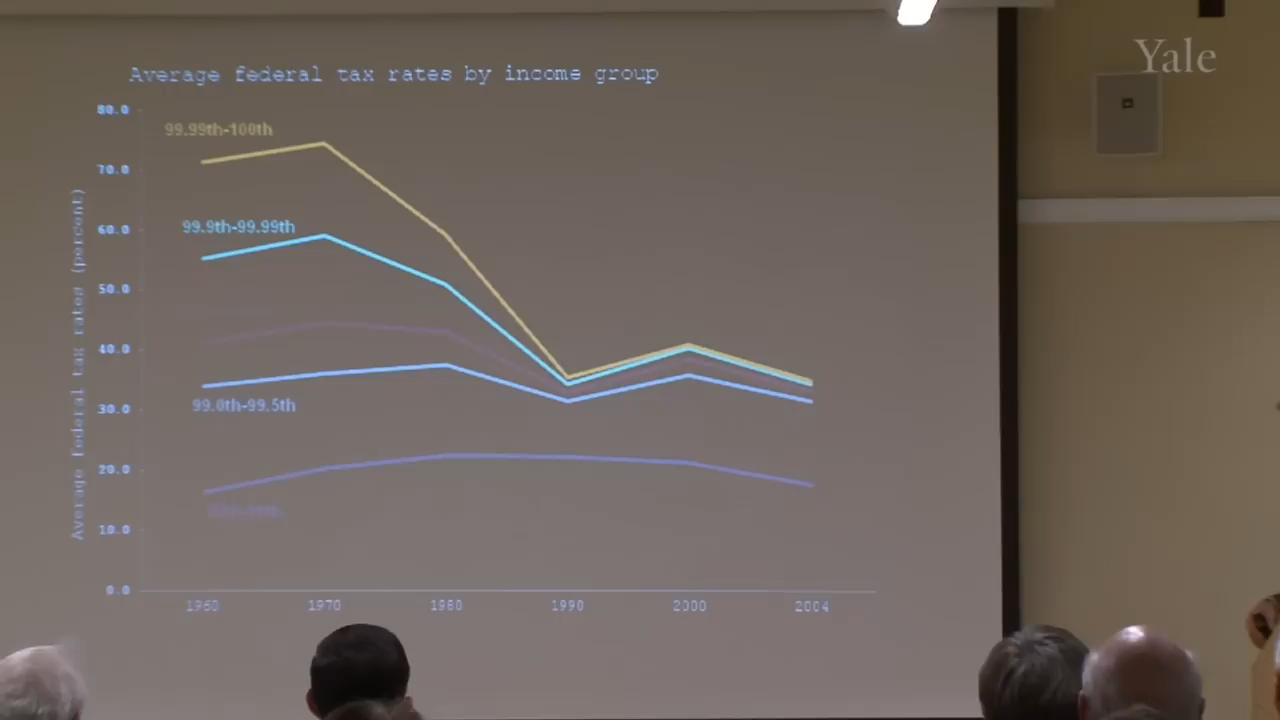 Yale
Average federal tax rates by income group
80.0
99.99th-100th
70.0
99.9th-99.99th
60.0
50.0
40.0
99.0th-99.5th
30.0
20.0
10.0
0.0
Average federal tax rates (percent)
1960 1970 1980 1990 2000 2004